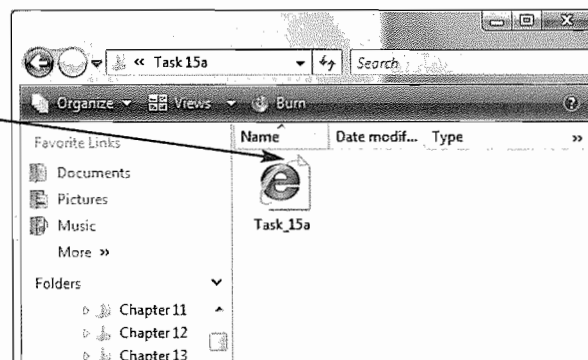 « Task 15a
Search
Organize
Views
Burn
Favorite Links
Documents
Pictures
Music
More »
Folders
Chapter 11
Chapter 12
Chapter 13
Name
Date modif...
Type
»
Task_15a